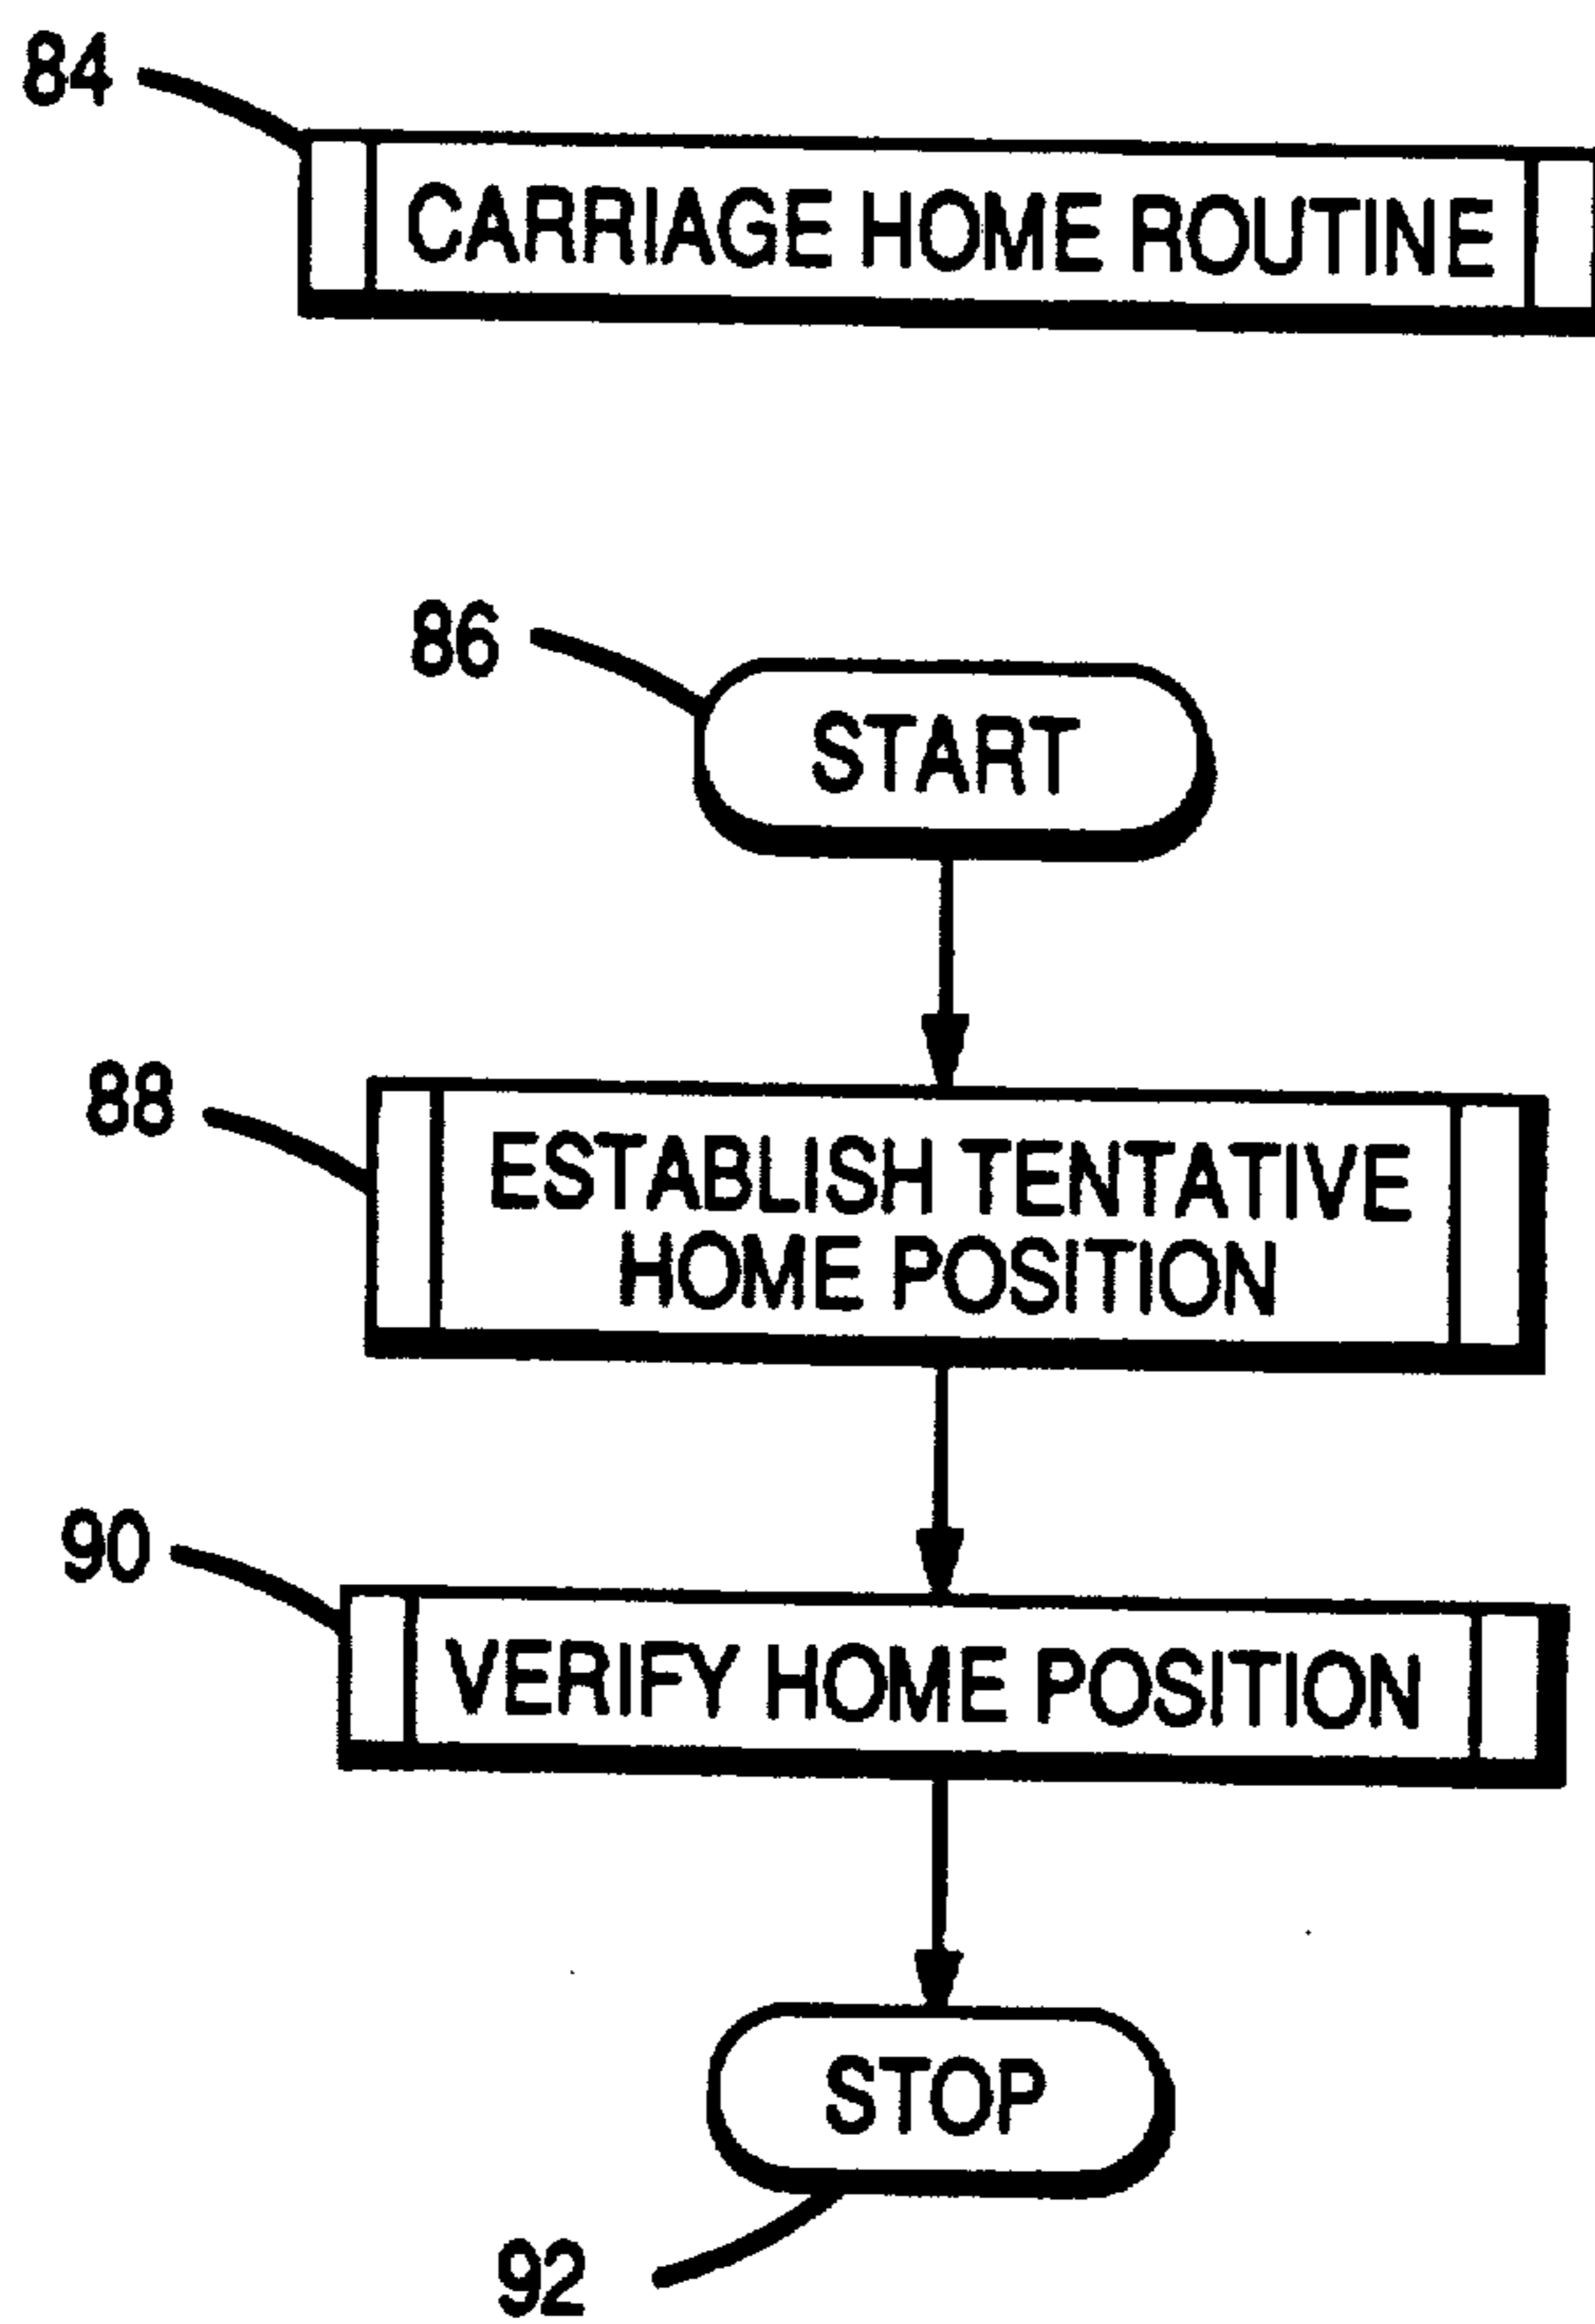 84
CARRIAGE HOME ROUTINE
86
START
88
ESTABLISH TENTATIVE
HOME POSITION
90
VERIFY HOME POSITION
STOP
92